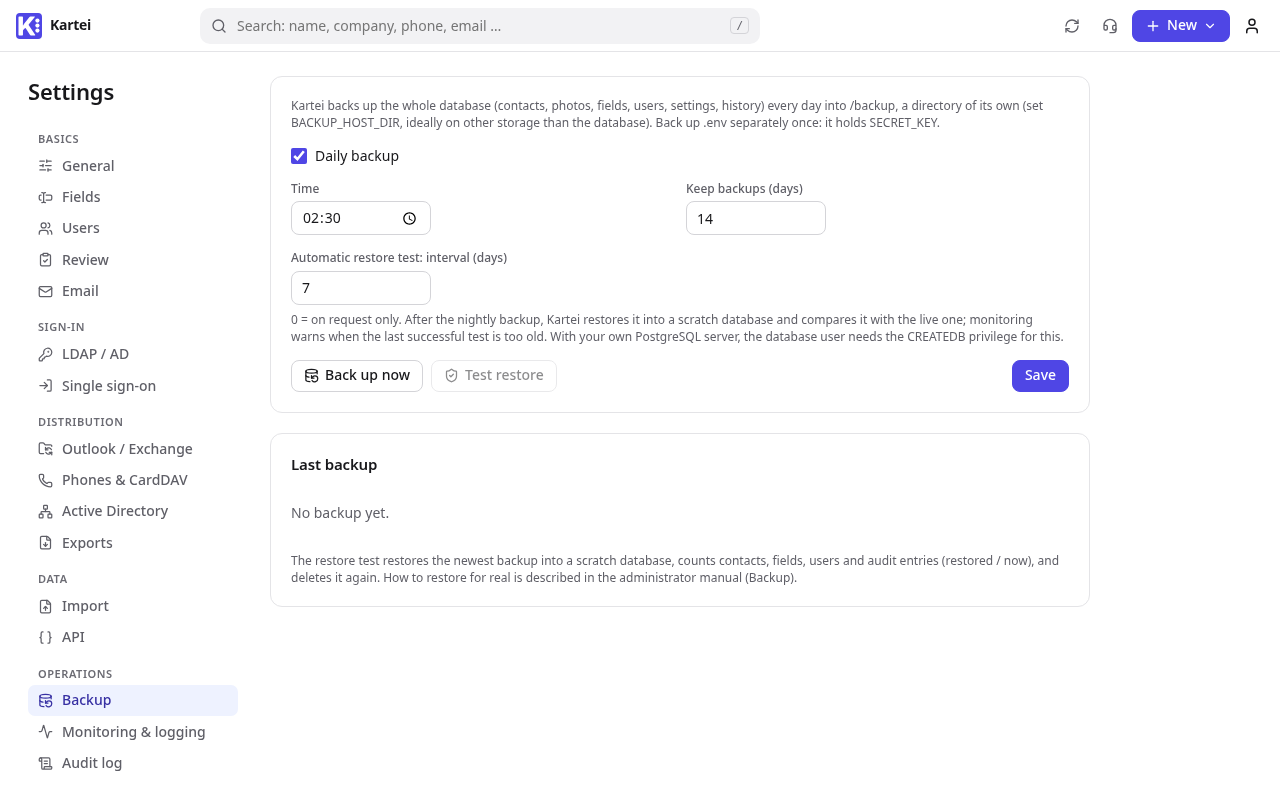 Kartei
Search: name, company, phone, email ...
/
New
Settings
BASICS
General
Fields
Users
Review
Email
SIGN-IN
LDAP / AD
Single sign-on
DISTRIBUTION
Outlook / Exchange
Phones & CardDAV
Active Directory
Exports
DATA
Import
API
OPERATIONS
Backup
Monitoring & logging
Audit log
Kartei backs up the whole database (contacts, photos, fields, users, settings, history) every day into /backup, a directory of its own (set
BACKUP_HOST_DIR, ideally on other storage than the database). Back up .env separately once: it holds SECRET_KEY.
Daily backup
Time
Keep backups (days)
02:30
14
Automatic restore test: interval (days)
7
0 = on request only. After the nightly backup, Kartei restores it into a scratch database and compares it with the live one; monitoring
warns when the last successful test is too old. With your own PostgreSQL server, the database user needs the CREATEDB privilege for this.
Back up now
Test restore
Save
Last backup
No backup yet.
The restore test restores the newest backup into a scratch database, counts contacts, fields, users and audit entries (restored / now), and
deletes it again. How to restore for real is described in the administrator manual (Backup).